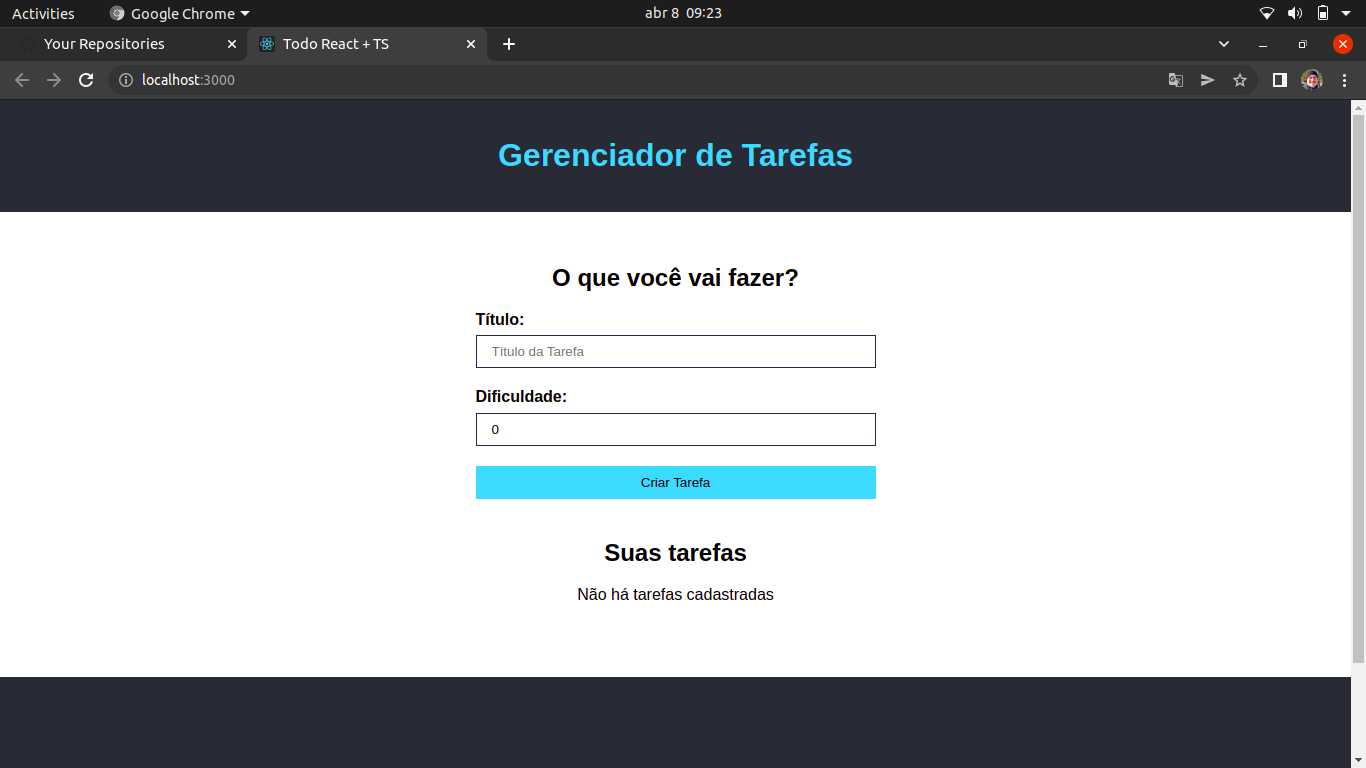 Activities
Google Chrome
abr 8 09:23
Your Repositories
Todo React + TS
localhost:3000
Gerenciador de Tarefas
O que você vai fazer?
Título:
Título da Tarefa
Dificuldade:
0
Criar Tarefa
Suas tarefas
Não há tarefas cadastradas